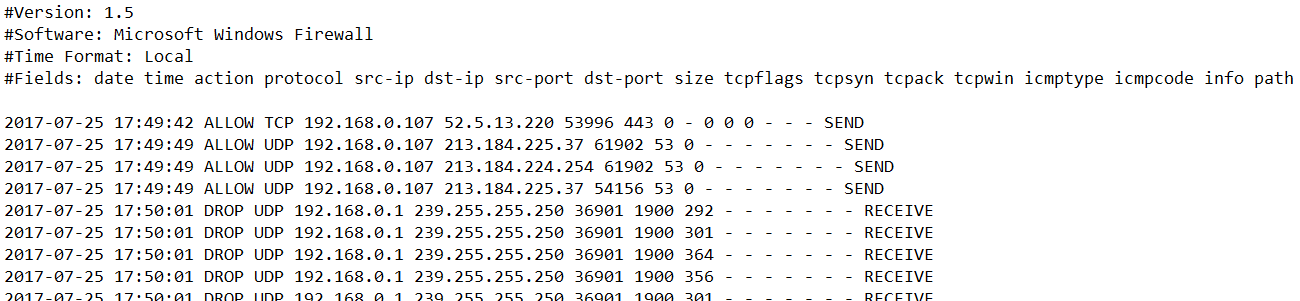 #Version: 1.5
#Software: Microsoft Windows Firewall
#Time Format: Local
#Fields: date time action protocol src-ip dst-ip src-port dst-port size tcpflags tcpsyn tcpack tcpwin icmptype icmpcode info path
2017-07-25 17:49:42 ALLOW TCP 192.168.0.107 52.5.13.220 53996 443 0 - 0 0 0 - - - SEND
2017-07-25 17:49:49 ALLOW UDP 192.168.0.107 213.184.225.37 61902 53 0 - - - - - - - SEND
2017-07-25 17:49:49 ALLOW UDP 192.168.0.107 213.184.224.254 61902 53 0 - - - - - - - SEND
2017-07-25 17:49:49 ALLOW UDP 192.168.0.107 213.184.225.37 54156 53 0 - - - - - - - SEND
2017-07-25 17:50:01 DROP UDP 192.168.0.1 239.255.255.250 36901 1900 292 - - - - - - - RECEIVE
2017-07-25 17:50:01 DROP UDP 192.168.0.1 239.255.255.250 36901 1900 301 - - - - - - - RECEIVE
2017-07-25 17:50:01 DROP UDP 192.168.0.1 239.255.255.250 36901 1900 364 - - - - - - - RECEIVE
2017-07-25 17:50:01 DROP UDP 192.168.0.1 239.255.255.250 36901 1900 356 - - - - - - - RECEIVE
2017-07-25 17:50:01 DROP UDP 192.168.0.1 239.255.255.250 36901 1900 301 - - - - - - - RECEIVE